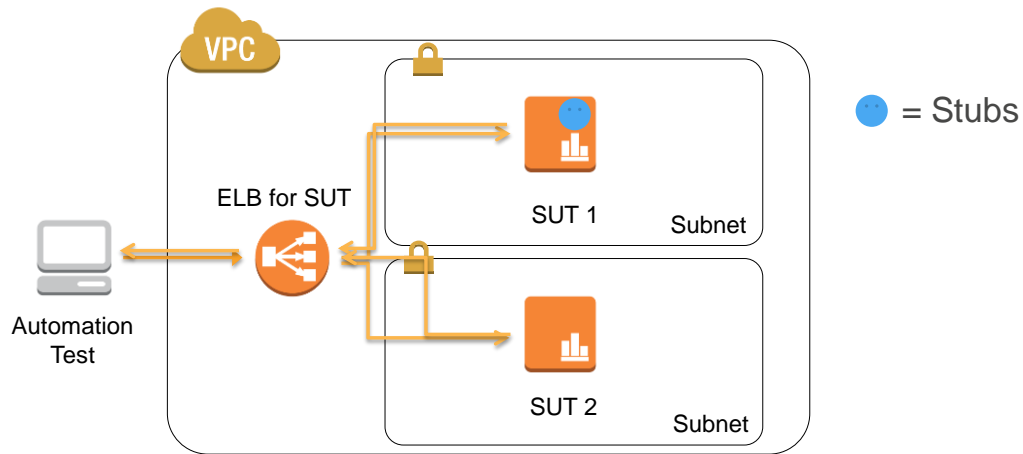 VPC
= Stubs
ELB for SUT
SUT 1
Subnet
Automation
Test
SUT 2
Subnet